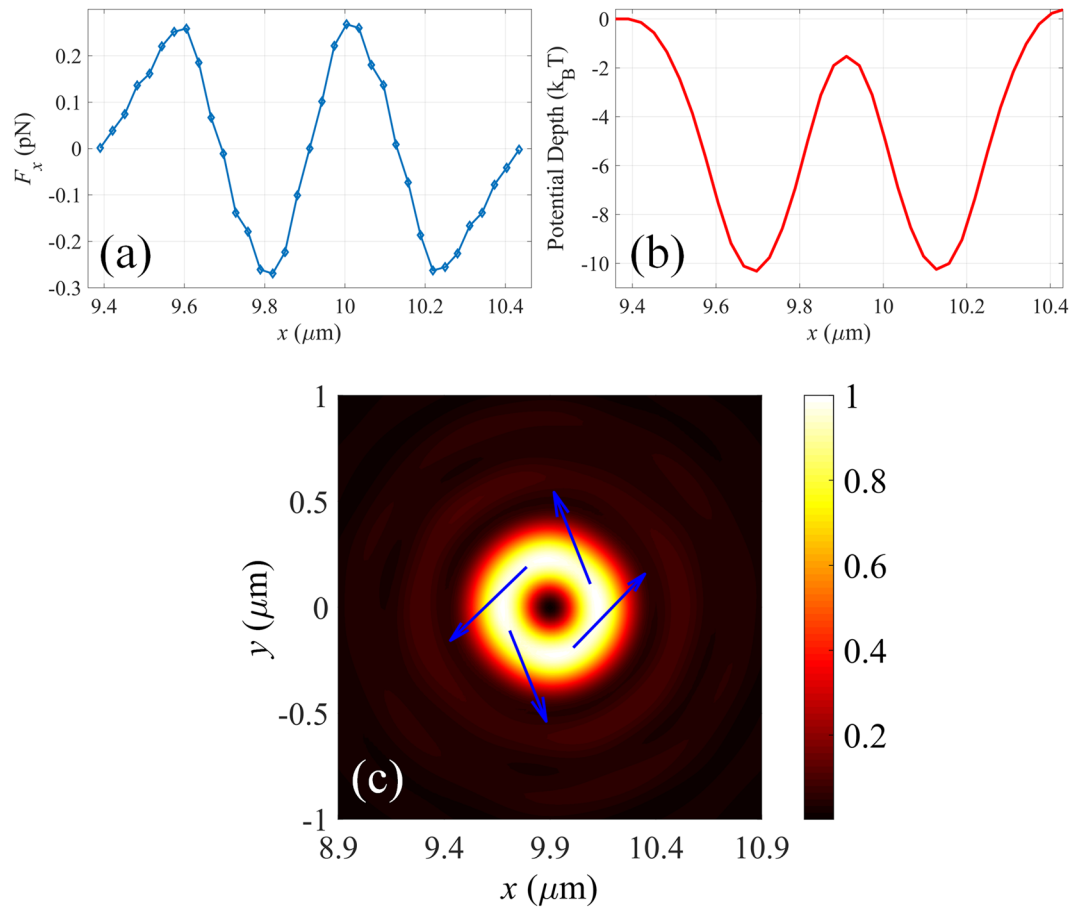 0.2
0.1
0
-0.1
-0.2
-0.3
F_x (pN)
(a)
9.4 9.6 9.8 10 10.2 10.4
x (μm)
0
-2
-4
-6
-8
-10
Potential Depth (k_BT)
(b)
9.4 9.6 9.8 10 10.2 10.4
x (μm)
1
0.5
0
-0.5
-1
y (μm)
(c)
8.9 9.4 9.9 10.4 10.9
x (μm)
1
0.8
0.6
0.4
0.2